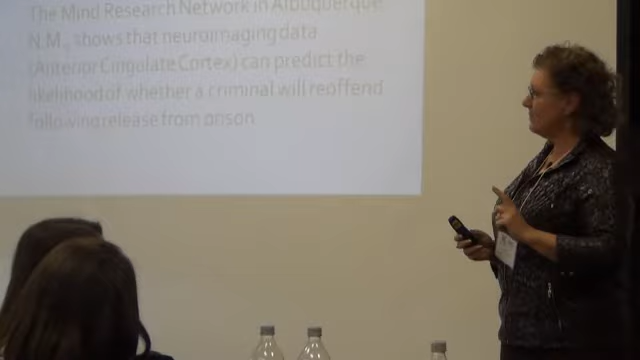 The Mind Research Network in Albuquerque
N.M., shows that neuroimaging data
(Anterior Cingolate Cortex) can predict the
likelihood of whether a criminal will reoffend
following release from prison